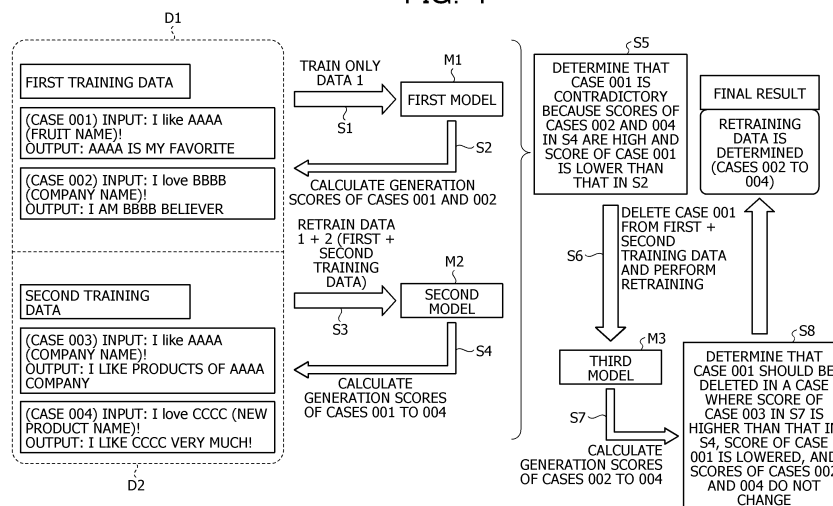 D1
FIRST TRAINING DATA
(CASE 001) INPUT: I like AAAA
(FRUIT NAME)!
OUTPUT: AAAA IS MY FAVORITE
(CASE 002) INPUT: I love BBBB
(COMPANY NAME)!
OUTPUT: I AM BBBB BELIEVER
SECOND TRAINING
DATA
(CASE 003) INPUT: I like AAAA
(COMPANY NAME)!
OUTPUT: I LIKE PRODUCTS OF AAAA
COMPANY
(CASE 004) INPUT: I love CCCC (NEW
PRODUCT NAME)!
OUTPUT: I LIKE CCCC VERY MUCH!
D2
TRAIN ONLY
DATA 1
S1
M1
FIRST MODEL
S2
CALCULATE GENERATION
SCORES OF CASES 001 AND 002
RETRAIN DATA
1 + 2 (FIRST +
SECOND
TRAINING
DATA)
S3
M2
SECOND
MODEL
S4
CALCULATE
GENERATION SCORES
OF CASES 001 TO 004
S5
DETERMINE THAT
CASE 001 IS
CONTRADICTORY
BECAUSE SCORES OF
CASES 002 AND 004
IN S4 ARE HIGH AND
SCORE OF CASE 001
IS LOWER THAN
THAT IN S2
S6
DELETE CASE 001
FROM FIRST +
SECOND
TRAINING DATA
AND PERFORM
RETRAINING
M3
THIRD
MODEL
S7
CALCULATE
GENERATION SCORES
OF CASES 002 TO 004
S8
DETERMINE THAT
CASE 001 SHOULD BE
DELETED IN A CASE
WHERE SCORE OF
CASE 003 IN S7 IS
HIGHER THAN THAT IN
S4, SCORE OF CASE
001 IS LOWERED, AND
SCORES OF CASES 002
AND 004 DO NOT
CHANGE
FINAL RESULT
RETRAINING
DATA IS
DETERMINED
(CASES 002 TO
004)